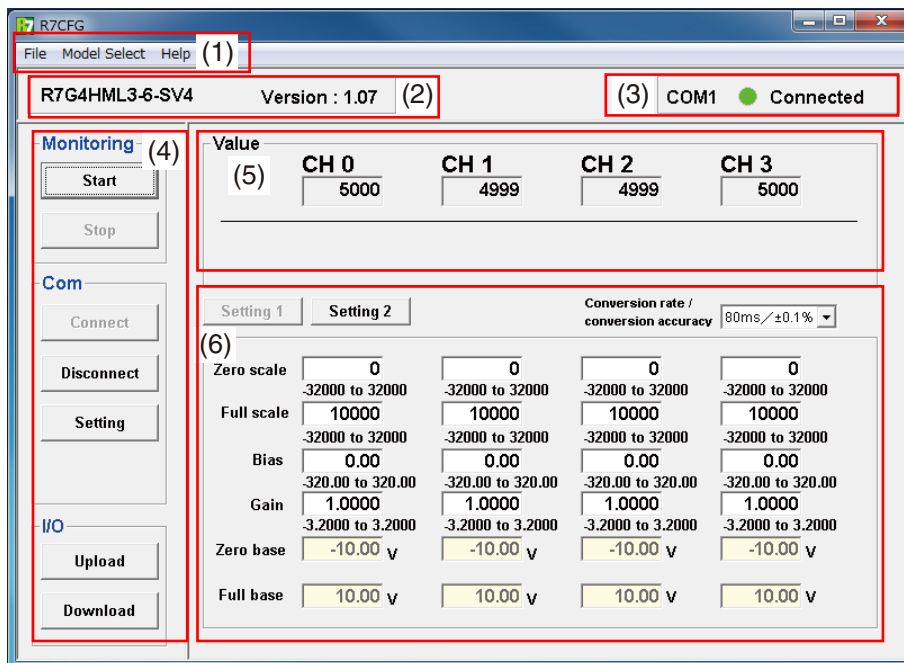 R7 R7CFG
File Model Select Help (1)
R7G4HML3-6-SV4 Version : 1.07 (2) (3) COM1 Connected
Monitoring (4)
Start
Stop
Com
Connect
Disconnect
Setting
I/O
Upload
Download
Value
(5) CH 0 CH 1 CH 2 CH 3
5000 4999 4999 5000
Setting 1 Setting 2 Conversion rate /
conversion accuracy 80ms／±0.1%
(6)
Zero scale 0 0 0 0
-32000 to 32000 -32000 to 32000 -32000 to 32000 -32000 to 32000
Full scale 10000 10000 10000 10000
-32000 to 32000 -32000 to 32000 -32000 to 32000 -32000 to 32000
Bias 0.00 0.00 0.00 0.00
-320.00 to 320.00 -320.00 to 320.00 -320.00 to 320.00 -320.00 to 320.00
Gain 1.0000 1.0000 1.0000 1.0000
-3.2000 to 3.2000 -3.2000 to 3.2000 -3.2000 to 3.2000 -3.2000 to 3.2000
Zero base -10.00 V -10.00 V -10.00 V -10.00 V
Full base 10.00 V 10.00 V 10.00 V 10.00 V